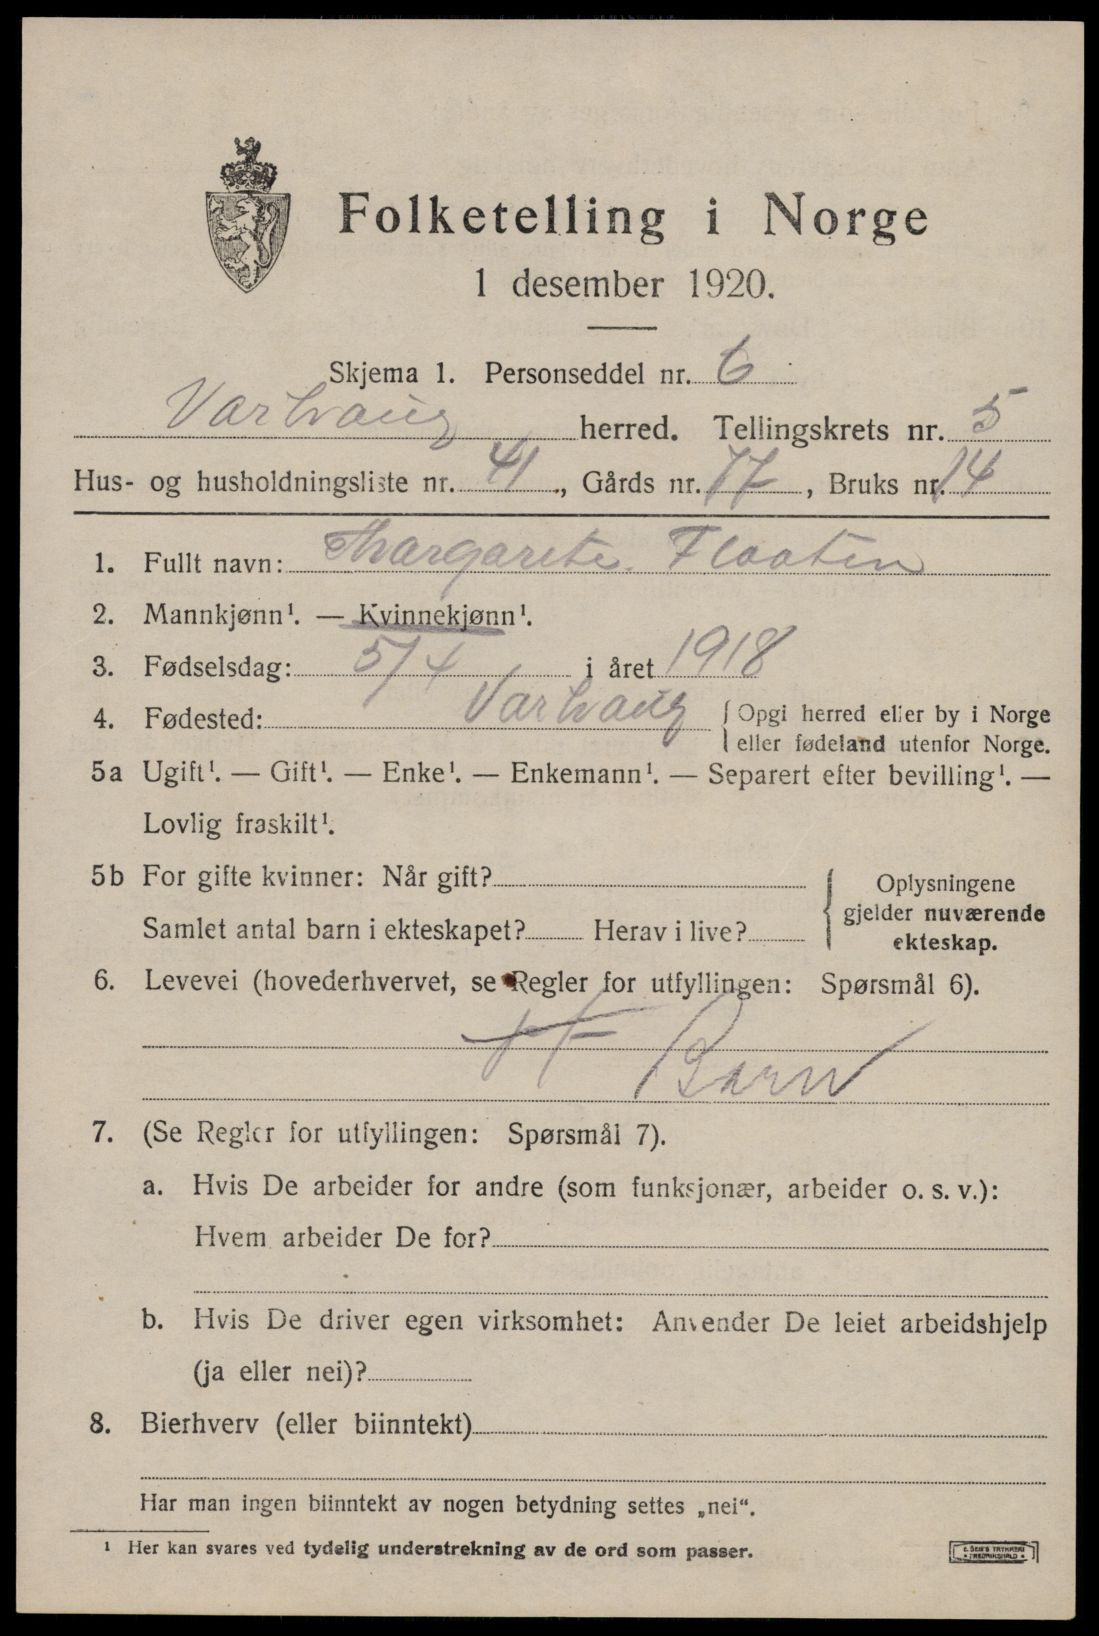 Folketelling i Norge
1 desember 1920.
Skjema 1. Personseddel nr. 6
Varhaug herred. Tellingskrets nr. 5
Hus- og husholdningsliste nr. 41, Gårds nr. 77, Bruks nr. 14
1. Fullt navn: Margarete Flaaten
2. Mannkjønn¹. — Kvinnekjønn¹.
3. Fødselsdag: 5/4 i året 1918
4. Fødested: Varhaug { Opgi herred eller by i Norge
eller fødeland utenfor Norge.
5a Ugift¹. — Gift¹. — Enke¹. — Enkemann¹. — Separert efter bevilling¹. —
Lovlig fraskilt¹.
5b For gifte kvinner: Når gift?
Samlet antal barn i ekteskapet? Herav i live?
{ Oplysningene
gjelder nuværende
ekteskap.
6. Levevei (hovederhvervet, se Regler for utfyllingen: Spørsmål 6).
Barn
7. (Se Regler for utfyllingen: Spørsmål 7).
a. Hvis De arbeider for andre (som funksjonær, arbeider o. s. v.):
Hvem arbeider De for?
b. Hvis De driver egen virksomhet: Anvender De leiet arbeidshjelp
(ja eller nei)?
8. Bierhverv (eller biinntekt)
Har man ingen biinntekt av nogen betydning settes „nei“.
¹ Her kan svares ved tydelig understrekning av de ord som passer.